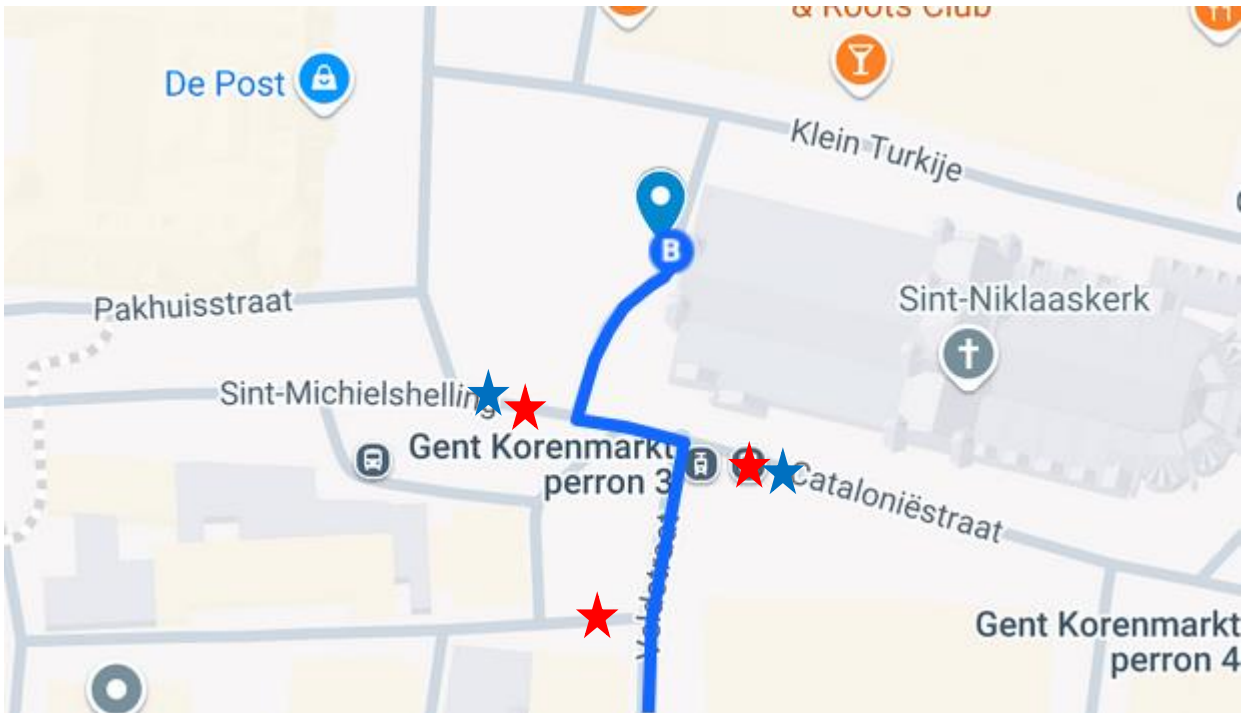 & Roots Club
De Post
Klein Turkije
B
Pakhuisstraat
Sint-Niklaaskerk
Sint-Michielshelling
Gent Korenmarkt
perron 3
Cataloniëstraat
Veldstraat
Gent Korenmarkt
perron 4